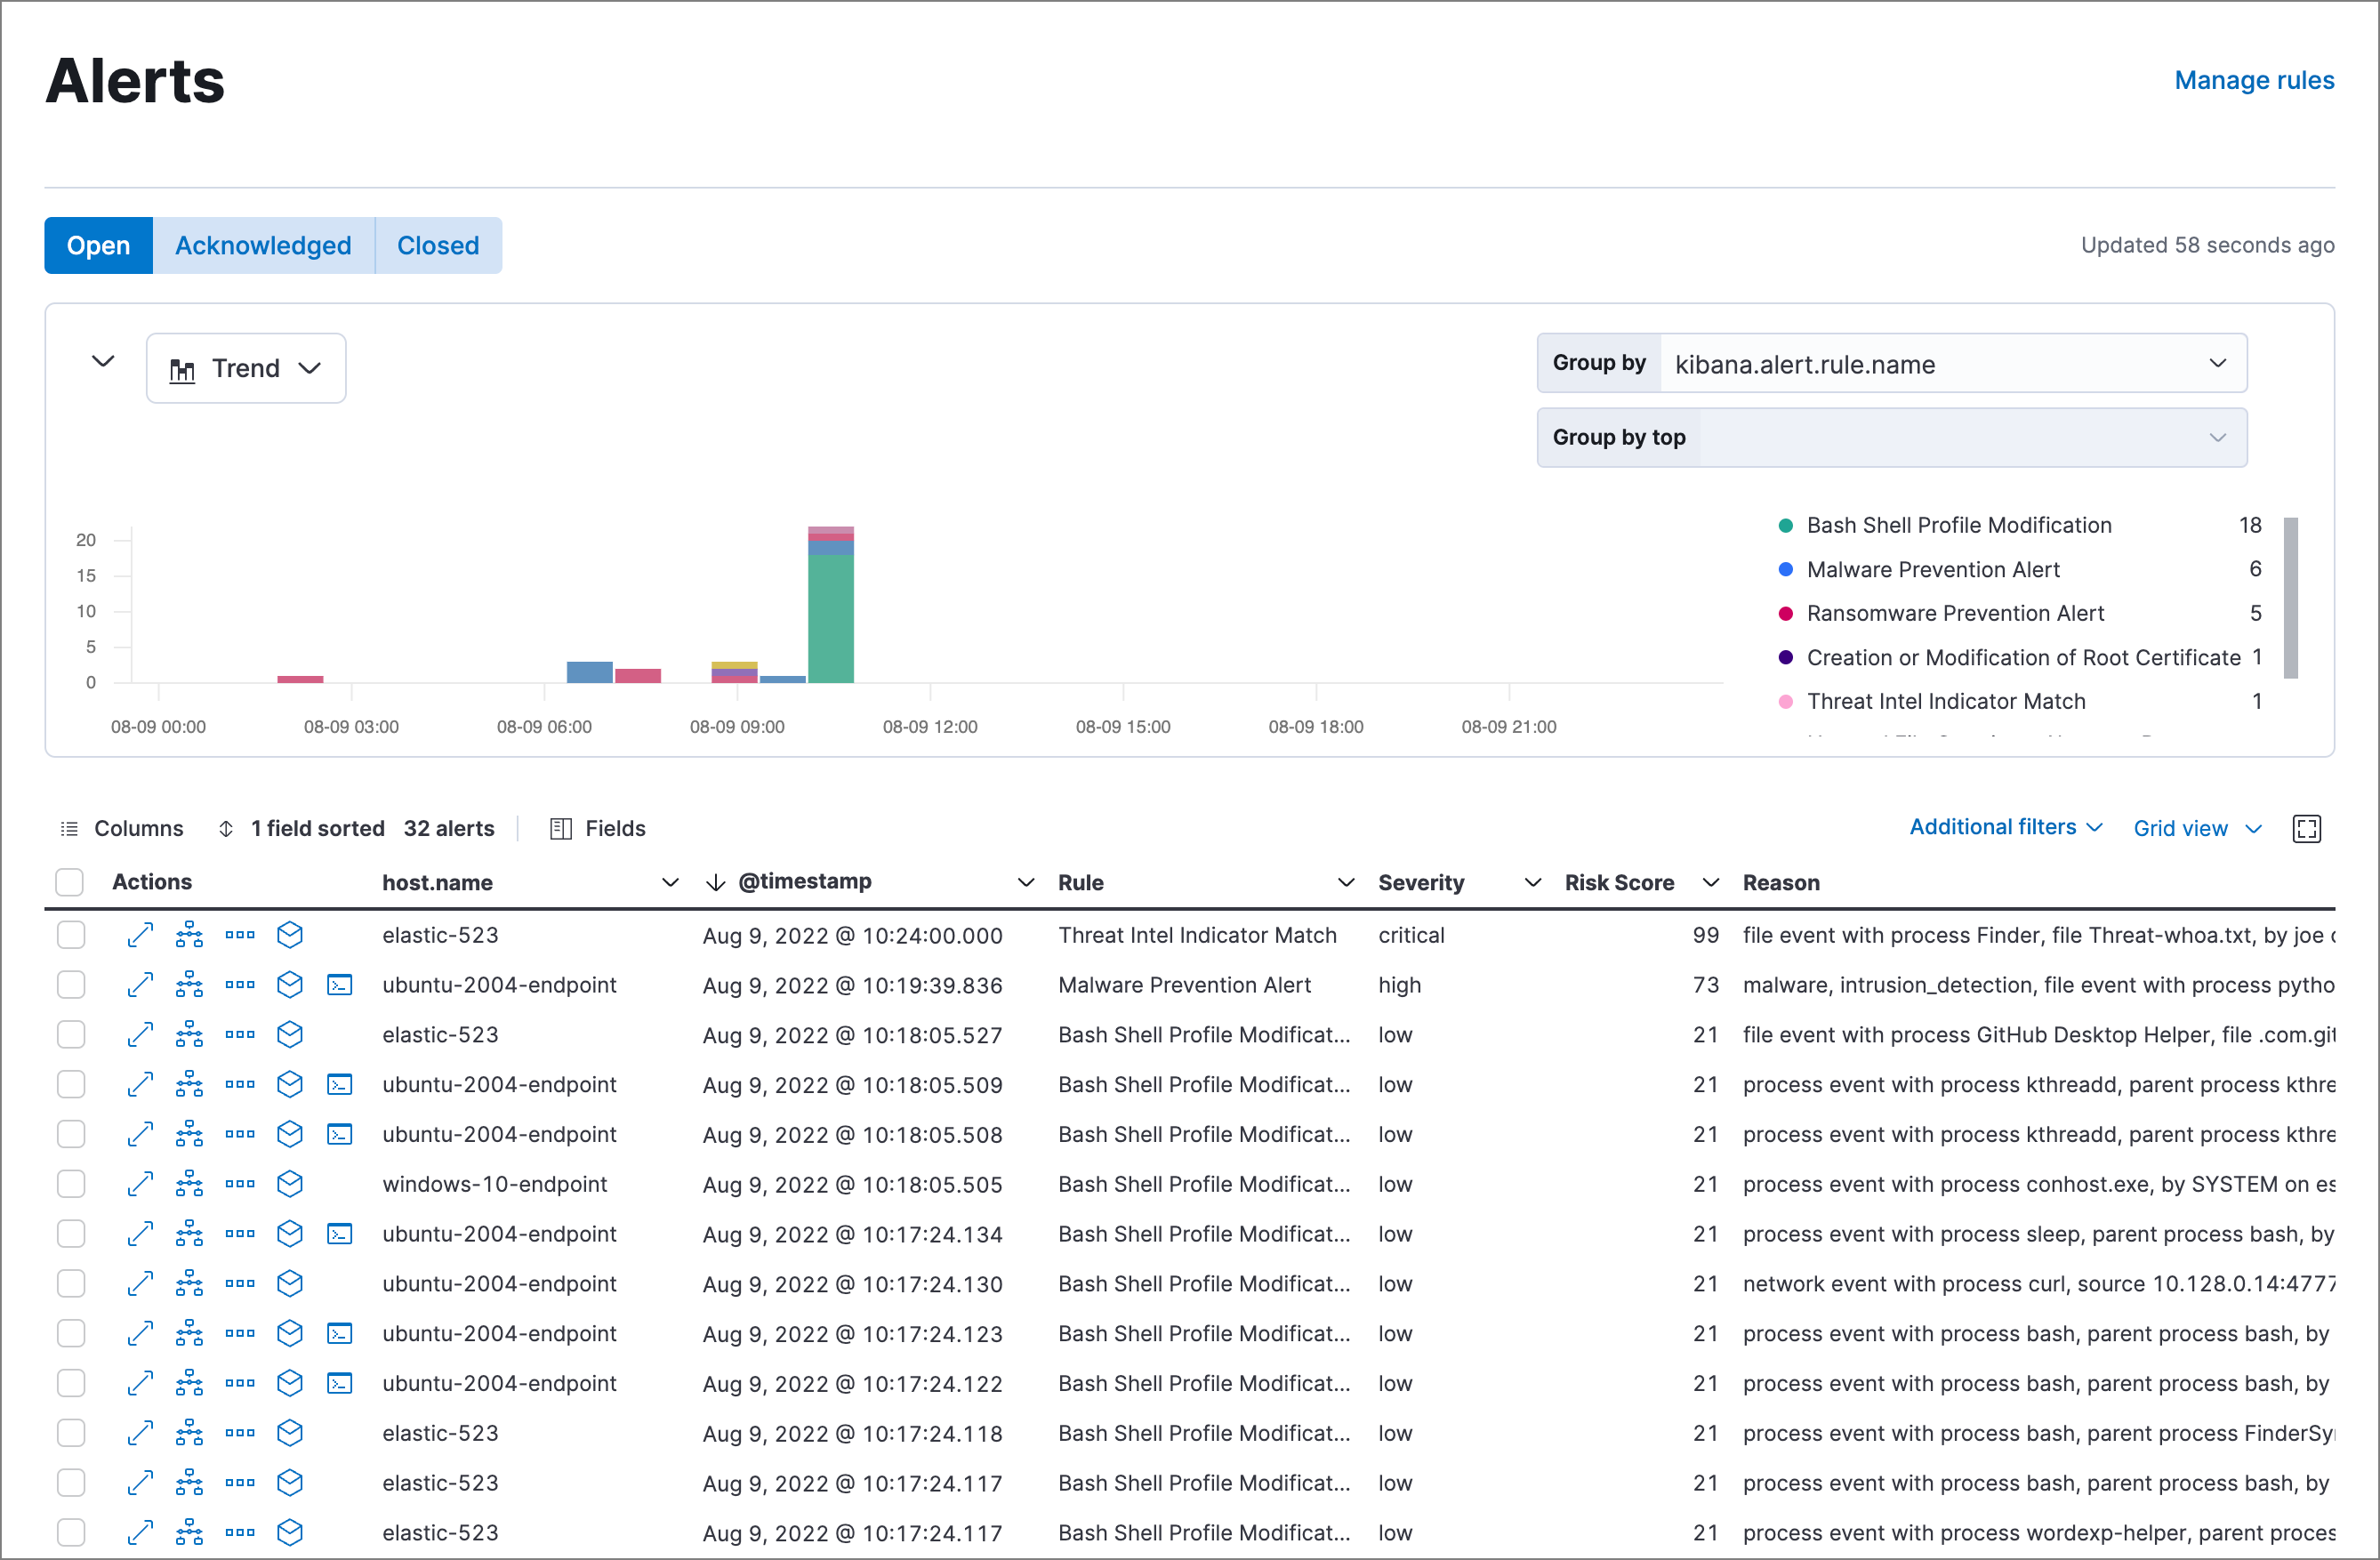 Alerts
Manage rules
Open Acknowledged Closed
Updated 58 seconds ago
Trend
Group by kibana.alert.rule.name
Group by top
20
15
10
5
0
08-09 00:00 08-09 03:00 08-09 06:00 08-09 09:00 08-09 12:00 08-09 15:00 08-09 18:00 08-09 21:00
Bash Shell Profile Modification 18
Malware Prevention Alert 6
Ransomware Prevention Alert 5
Creation or Modification of Root Certificate 1
Threat Intel Indicator Match 1
Columns 1 field sorted 32 alerts Fields
Additional filters Grid view
Actions host.name @timestamp Rule Severity Risk Score Reason
elastic-523 Aug 9, 2022 @ 10:24:00.000 Threat Intel Indicator Match critical 99 file event with process Finder, file Threat-whoa.txt, by joe
ubuntu-2004-endpoint Aug 9, 2022 @ 10:19:39.836 Malware Prevention Alert high 73 malware, intrusion_detection, file event with process pytho
elastic-523 Aug 9, 2022 @ 10:18:05.527 Bash Shell Profile Modificat... low 21 file event with process GitHub Desktop Helper, file .com.git
ubuntu-2004-endpoint Aug 9, 2022 @ 10:18:05.509 Bash Shell Profile Modificat... low 21 process event with process kthreadd, parent process kthre
ubuntu-2004-endpoint Aug 9, 2022 @ 10:18:05.508 Bash Shell Profile Modificat... low 21 process event with process kthreadd, parent process kthre
windows-10-endpoint Aug 9, 2022 @ 10:18:05.505 Bash Shell Profile Modificat... low 21 process event with process conhost.exe, by SYSTEM on es
ubuntu-2004-endpoint Aug 9, 2022 @ 10:17:24.134 Bash Shell Profile Modificat... low 21 process event with process sleep, parent process bash, by
ubuntu-2004-endpoint Aug 9, 2022 @ 10:17:24.130 Bash Shell Profile Modificat... low 21 network event with process curl, source 10.128.0.14:4777
ubuntu-2004-endpoint Aug 9, 2022 @ 10:17:24.123 Bash Shell Profile Modificat... low 21 process event with process bash, parent process bash, by
ubuntu-2004-endpoint Aug 9, 2022 @ 10:17:24.122 Bash Shell Profile Modificat... low 21 process event with process bash, parent process bash, by
elastic-523 Aug 9, 2022 @ 10:17:24.118 Bash Shell Profile Modificat... low 21 process event with process bash, parent process FinderSy
elastic-523 Aug 9, 2022 @ 10:17:24.117 Bash Shell Profile Modificat... low 21 process event with process bash, parent process bash, by
elastic-523 Aug 9, 2022 @ 10:17:24.117 Bash Shell Profile Modificat... low 21 process event with process wordexp-helper, parent proces